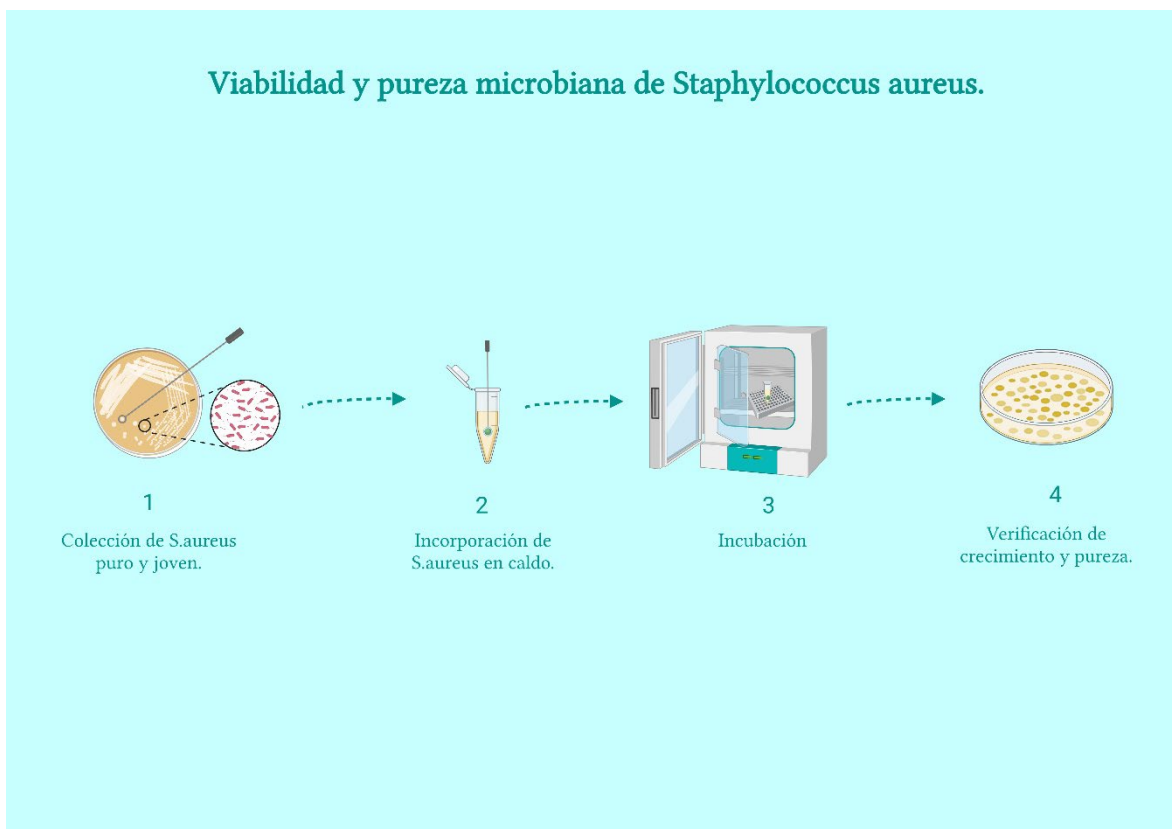 Viabilidad y pureza microbiana de Staphylococcus aureus.
1
Colección de S.aureus
puro y joven.
2
Incorporación de
S.aureus en caldo.
3
Incubación
4
Verificación de
crecimiento y pureza.